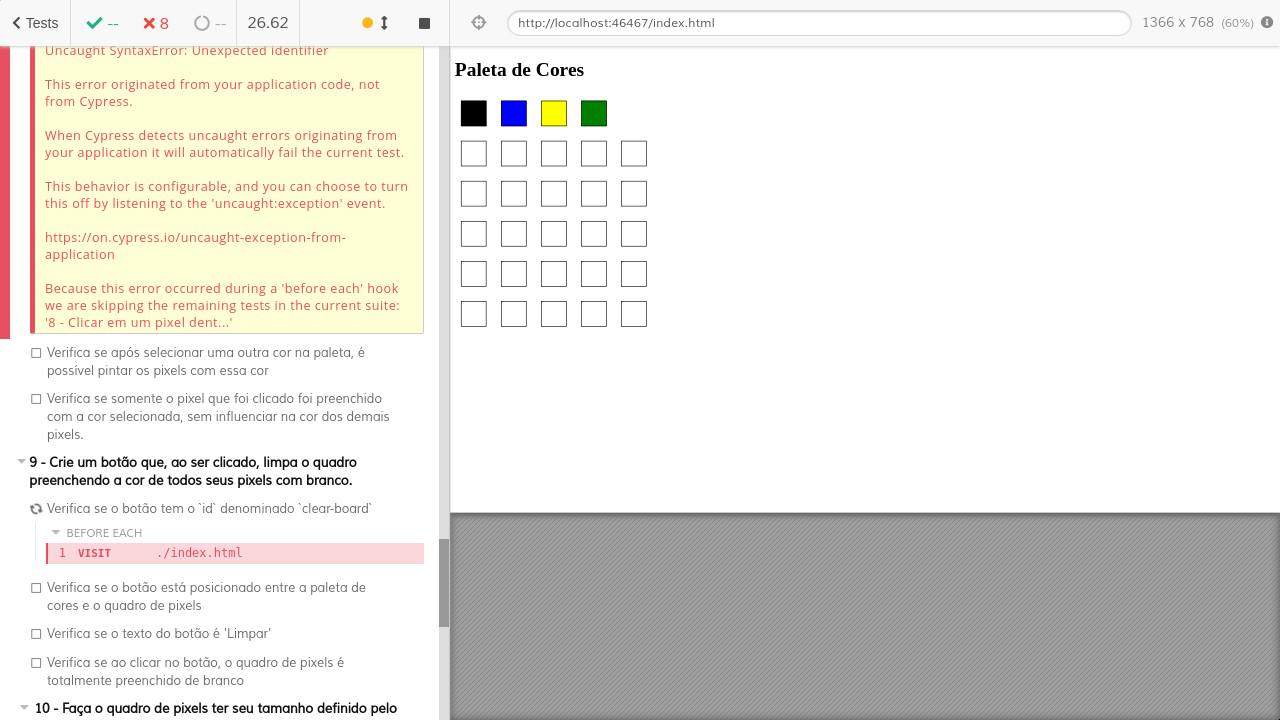 Tests
--
8
--
26.62
http://localhost:46467/index.html
1366 x 768 (60%)
Uncaught SyntaxError: Unexpected identifier
This error originated from your application code, not
from Cypress.
When Cypress detects uncaught errors originating from
your application it will automatically fail the current test.
This behavior is configurable, and you can choose to turn
this off by listening to the 'uncaught:exception' event.
https://on.cypress.io/uncaught-exception-from-
application
Because this error occurred during a 'before each' hook
we are skipping the remaining tests in the current suite:
'8 - Clicar em um pixel dent...'
Verifica se após selecionar uma outra cor na paleta, é
possível pintar os pixels com essa cor
Verifica se somente o pixel que foi clicado foi preenchido
com a cor selecionada, sem influenciar na cor dos demais
pixels.
9 - Crie um botão que, ao ser clicado, limpa o quadro
preenchendo a cor de todos seus pixels com branco.
Verifica se o botão tem o `id` denominado `clear-board`
BEFORE EACH
1 VISIT ./index.html
Verifica se o botão está posicionado entre a paleta de
cores e o quadro de pixels
Verifica se o texto do botão é 'Limpar'
Verifica se ao clicar no botão, o quadro de pixels é
totalmente preenchido de branco
10 - Faça o quadro de pixels ter seu tamanho definido pelo
Paleta de Cores